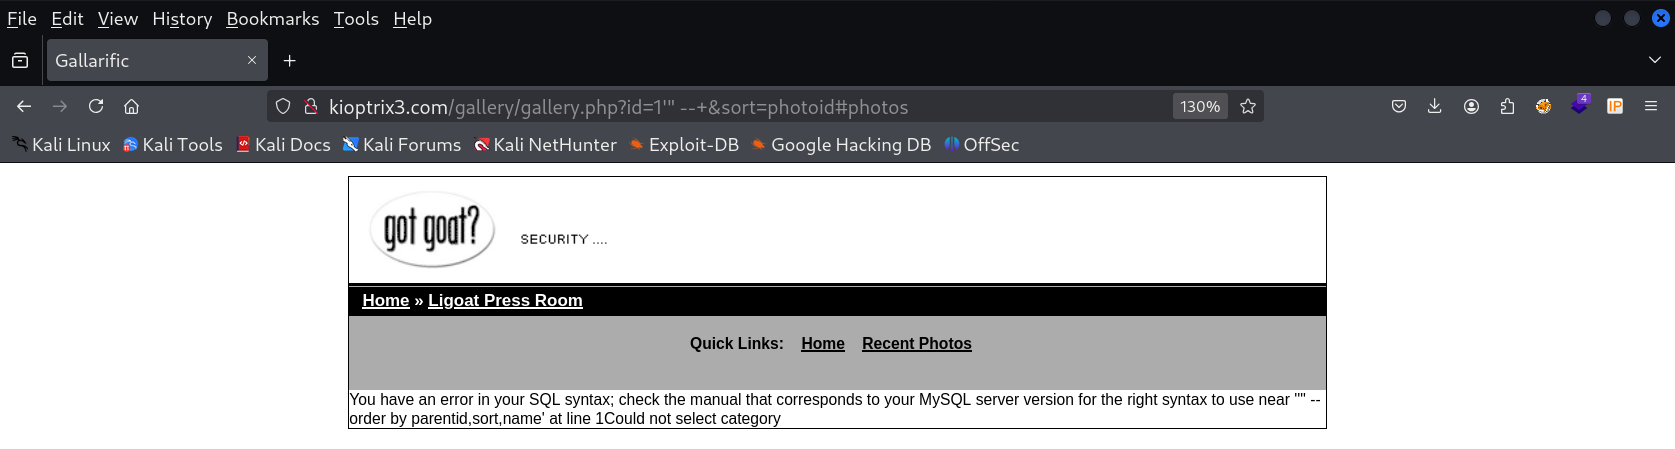 File Edit View History Bookmarks Tools Help
Gallarific
kioptrix3.com/gallery/gallery.php?id=1'" --+&sort=photoid#photos 130% 4 IP
Kali Linux Kali Tools Kali Docs Kali Forums Kali NetHunter Exploit-DB Google Hacking DB OffSec
got goat? SECURITY ....
Home » Ligoat Press Room
Quick Links: Home Recent Photos
You have an error in your SQL syntax; check the manual that corresponds to your MySQL server version for the right syntax to use near ''" --
order by parentid,sort,name' at line 1Could not select category